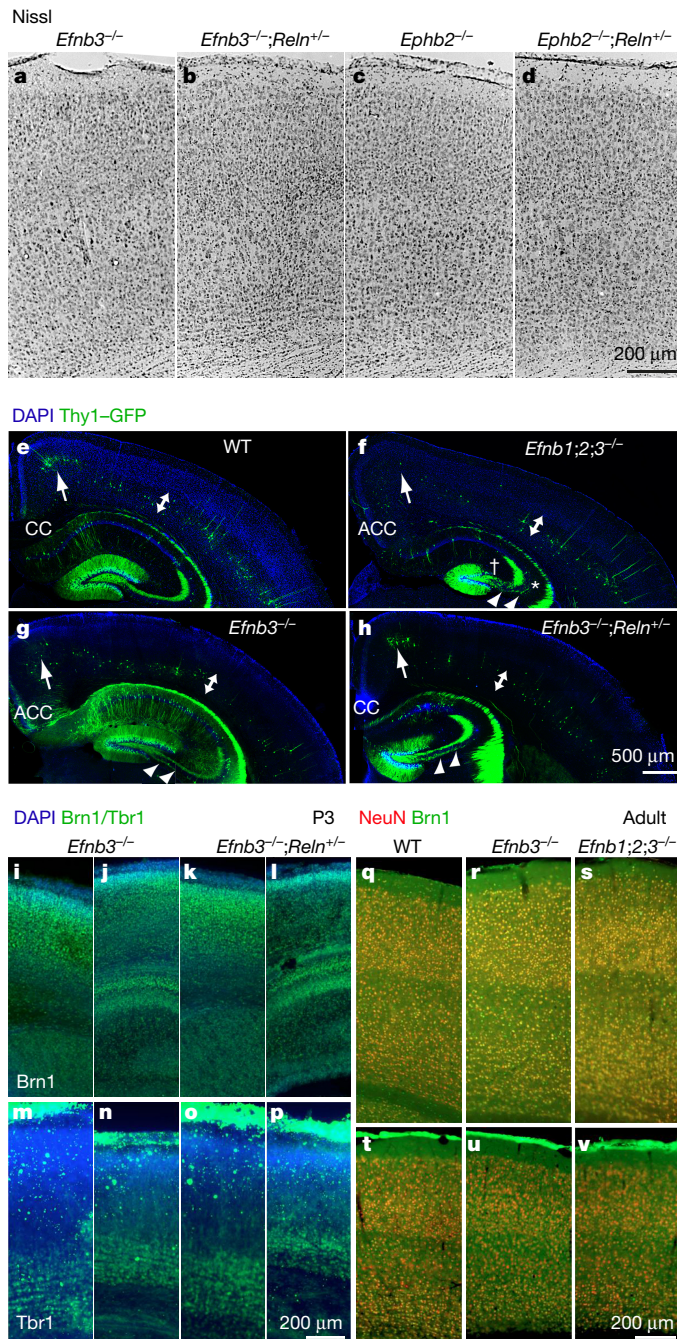 Nissl
Efnb3–/– Efnb3–/–;Reln+/– Ephb2–/– Ephb2–/–;Reln+/–
a b c d
200 μm
DAPI Thy1–GFP
e WT f Efnb1;2;3–/–
CC ACC † *
g Efnb3–/– h Efnb3–/–;Reln+/–
ACC CC
500 μm
DAPI Brn1/Tbr1 P3 NeuN Brn1 Adult
Efnb3–/– Efnb3–/–;Reln+/– WT Efnb3–/– Efnb1;2;3–/–
i j k l q r s
Brn1
m n o p t u v
Tbr1 200 μm 200 μm